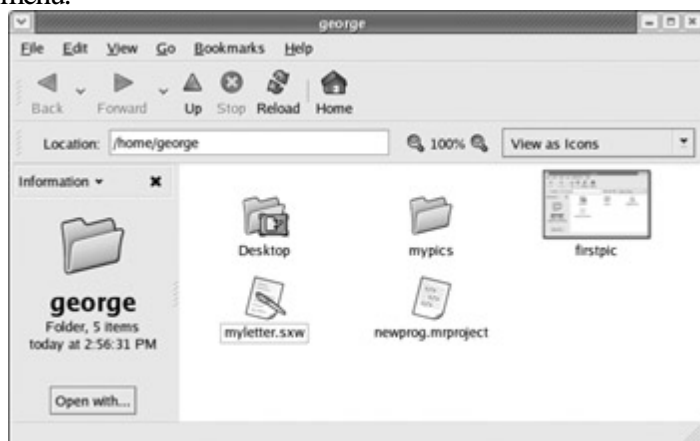 menu.
george
File Edit View Go Bookmarks Help
Back Forward Up Stop Reload Home
Location: /home/george 100% View as Icons
Information
Desktop mypics firstpic
george
Folder, 5 items
today at 2:56:31 PM
myletter.sxw newprog.mrproject
Open with...